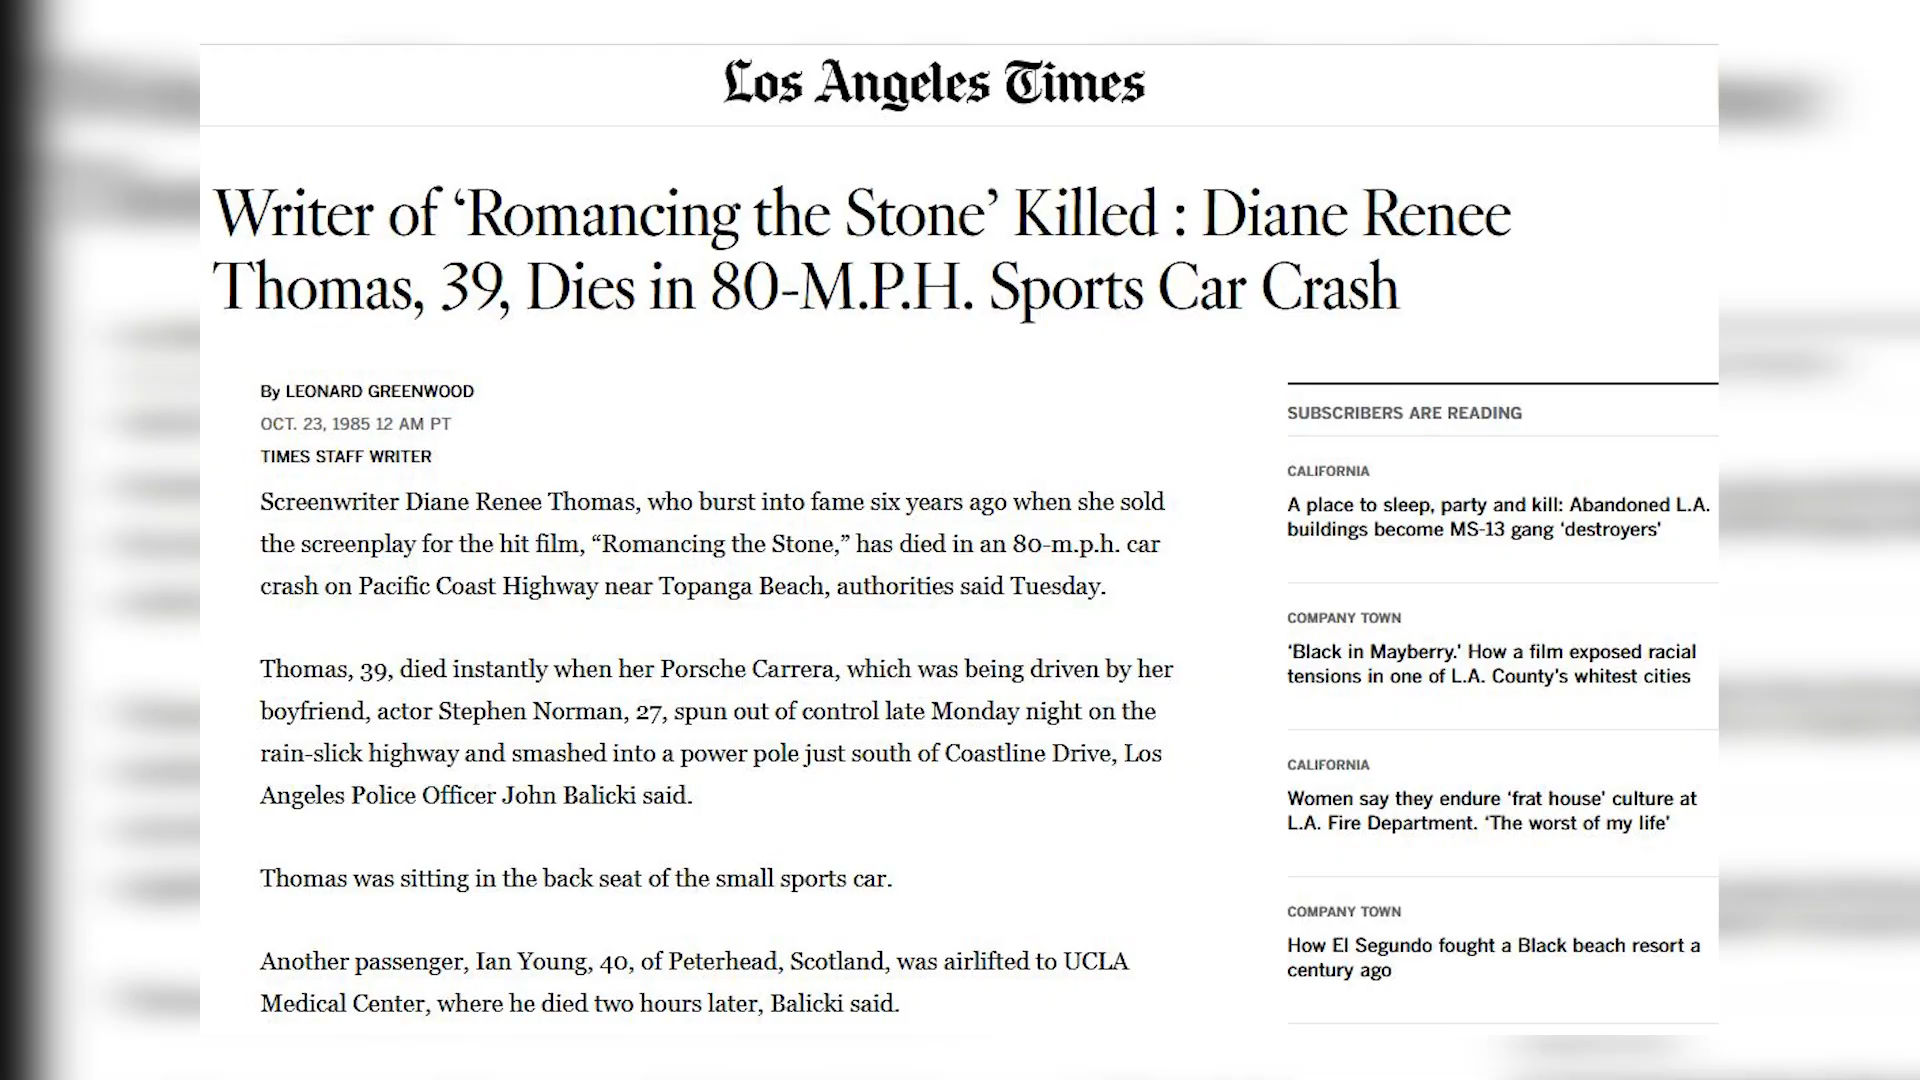 Los Angeles Times
Writer of ‘Romancing the Stone’ Killed : Diane Renee
Thomas, 39, Dies in 80-M.P.H. Sports Car Crash
By LEONARD GREENWOOD
OCT. 23, 1985 12 AM PT
TIMES STAFF WRITER
Screenwriter Diane Renee Thomas, who burst into fame six years ago when she sold
the screenplay for the hit film, “Romancing the Stone,” has died in an 80-m.p.h. car
crash on Pacific Coast Highway near Topanga Beach, authorities said Tuesday.
Thomas, 39, died instantly when her Porsche Carrera, which was being driven by her
boyfriend, actor Stephen Norman, 27, spun out of control late Monday night on the
rain-slick highway and smashed into a power pole just south of Coastline Drive, Los
Angeles Police Officer John Balicki said.
Thomas was sitting in the back seat of the small sports car.
Another passenger, Ian Young, 40, of Peterhead, Scotland, was airlifted to UCLA
Medical Center, where he died two hours later, Balicki said.
SUBSCRIBERS ARE READING
CALIFORNIA
A place to sleep, party and kill: Abandoned L.A.
buildings become MS-13 gang ‘destroyers’
COMPANY TOWN
‘Black in Mayberry.’ How a film exposed racial
tensions in one of L.A. County’s whitest cities
CALIFORNIA
Women say they endure ‘frat house’ culture at
L.A. Fire Department. ‘The worst of my life’
COMPANY TOWN
How El Segundo fought a Black beach resort a
century ago